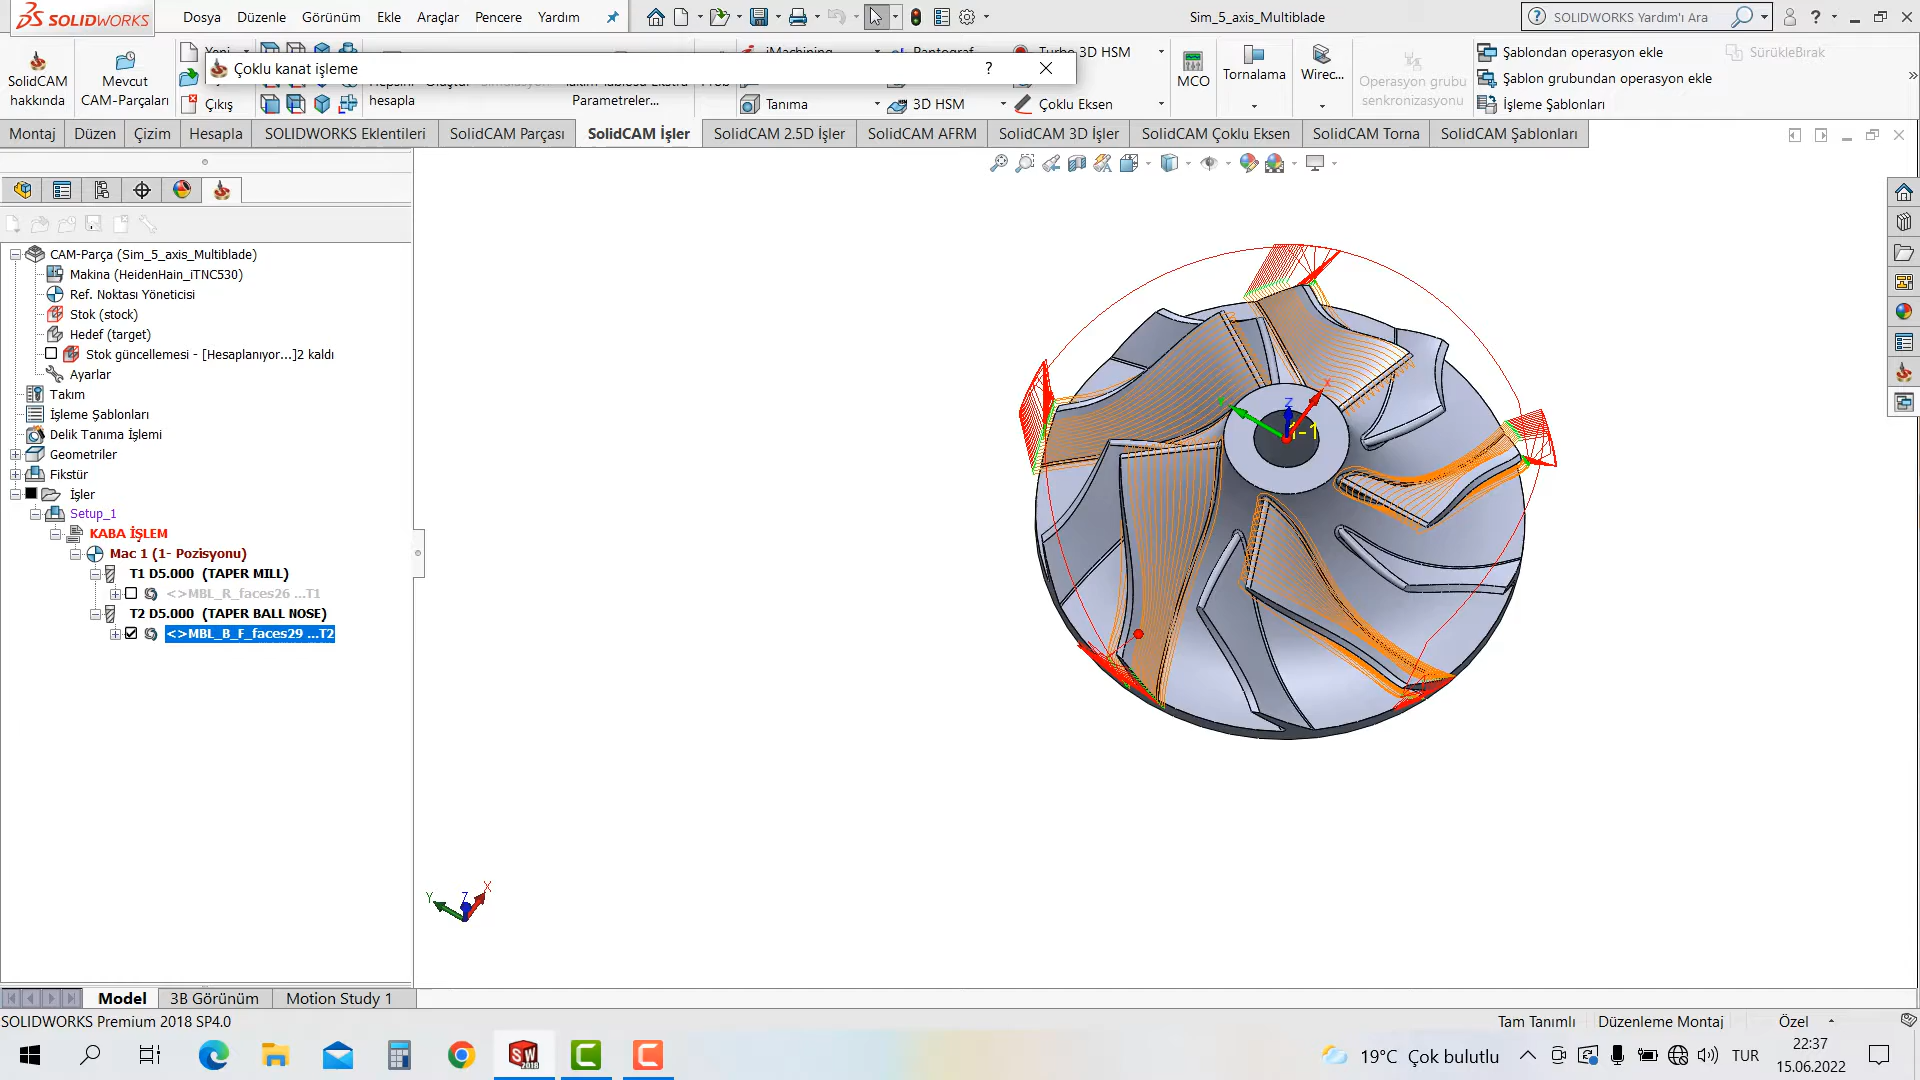 SOLIDWORKS
Dosya Düzenle Görünüm Ekle Araçlar Pencere Yardım
Sim_5_axis_Multiblade
SOLIDWORKS Yardım'ı Ara
SolidCAM hakkında
Mevcut CAM-Parçaları
Çıkış
Çoklu kanat işleme
?
hesapla
Parametreler...
Tanıma
3D HSM
Çoklu Eksen
MCO
Tornalama
Wirec...
Operasyon grubu senkronizasyonu
Şablondan operasyon ekle
Şablon grubundan operasyon ekle
İşleme Şablonları
SürükleBırak
Montaj Düzen Çizim Hesapla SOLIDWORKS Eklentileri SolidCAM Parçası SolidCAM İşler SolidCAM 2.5D İşler SolidCAM AFRM SolidCAM 3D İşler SolidCAM Çoklu Eksen SolidCAM Torna SolidCAM Şablonları
CAM-Parça (Sim_5_axis_Multiblade)
Makina (HeidenHain_iTNC530)
Ref. Noktası Yöneticisi
Stok (stock)
Hedef (target)
Stok güncellemesi - [Hesaplanıyor...]2 kaldı
Ayarlar
Takım
İşleme Şablonları
Delik Tanıma İşlemi
Geometriler
Fikstür
İşler
Setup_1
KABA İŞLEM
Mac 1 (1- Pozisyonu)
T1 D5.000 (TAPER MILL)
<>MBL_R_faces26 ...T1
T2 D5.000 (TAPER BALL NOSE)
<>MBL_B_F_faces29 ...T2
X
Z
1-1
Y
Z
X
Model 3B Görünüm Motion Study 1
SOLIDWORKS Premium 2018 SP4.0
Tam Tanımlı Düzenleme Montaj Özel
19°C Çok bulutlu
TUR
22:37
15.06.2022